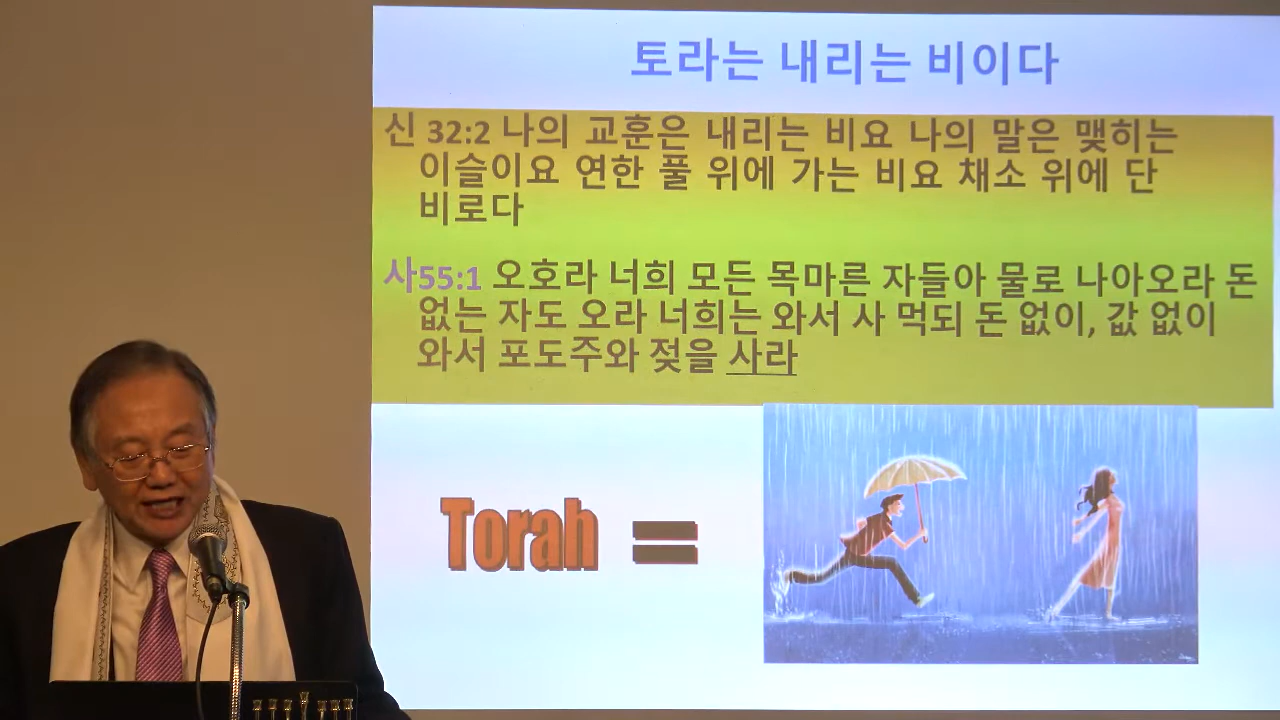 토라는 내리는 비이다
신 32:2 나의 교훈은 내리는 비요 나의 말은 맺히는
이슬이요 연한 풀 위에 가는 비요 채소 위에 단
비로다
사55:1 오호라 너희 모든 목마른 자들아 물로 나아오라 돈
없는 자도 오라 너희는 와서 사 먹되 돈 없이, 값 없이
와서 포도주와 젖을 사라
Torah =